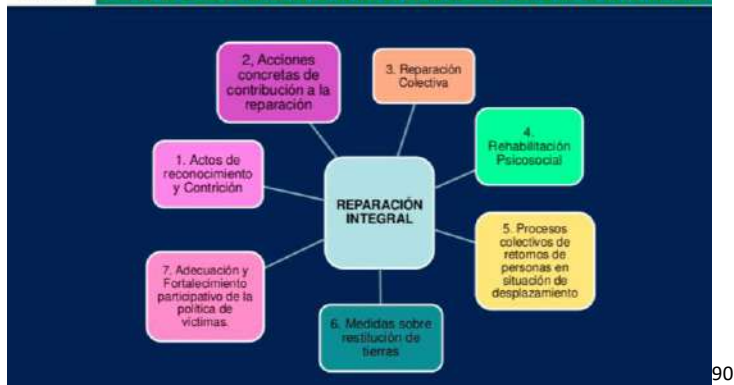 2, Acciones
concretas de
contribución a la
reparación
3. Reparación
Colectiva
4.
Rehabilitación
Psicosocial
1. Actos de
reconocimiento
y Contrición
REPARACIÓN
INTEGRAL
5. Procesos
colectivos de
retornos de
personas en
situación de
desplazamiento
7. Adecuación y
Fortalecimiento
participativo de la
política de
víctimas.
6. Medidas sobre
restitución de
tierras
90